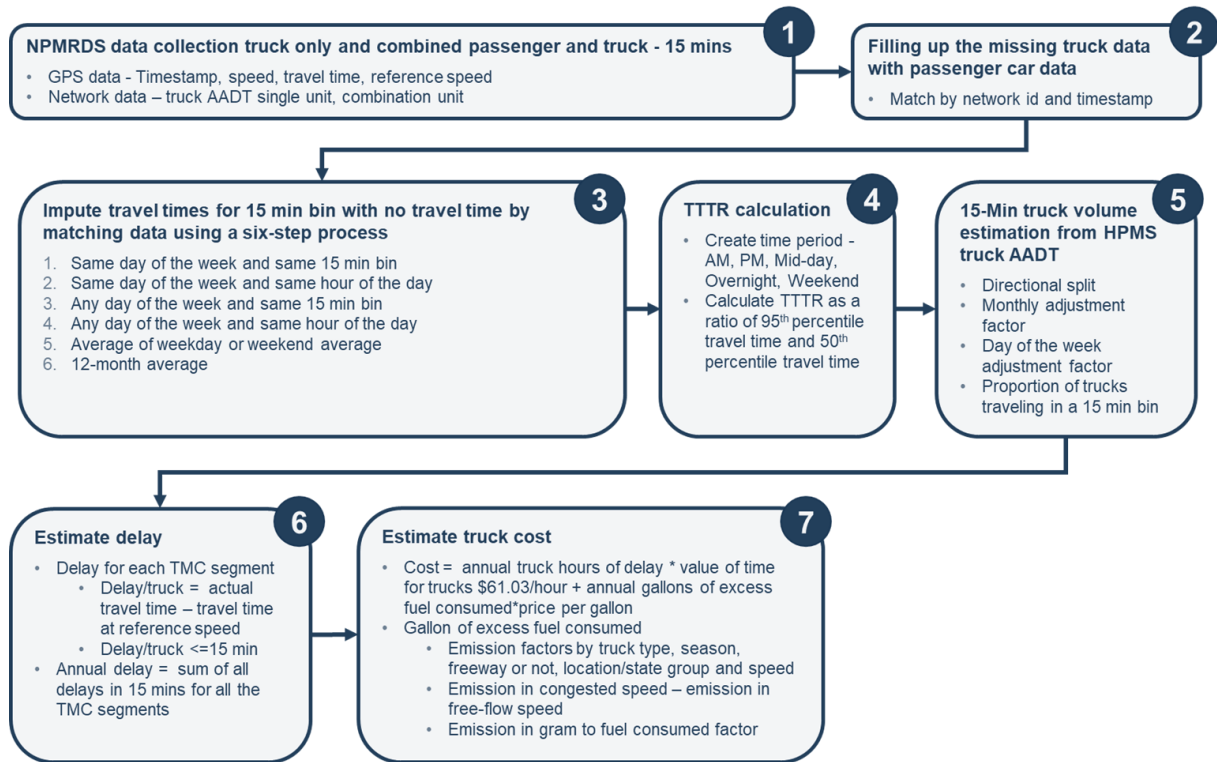 NPMRDS data collection truck only and combined passenger and truck - 15 mins
1
• GPS data - Timestamp, speed, travel time, reference speed
• Network data – truck AADT single unit, combination unit
Filling up the missing truck data
with passenger car data
2
• Match by network id and timestamp
Impute travel times for 15 min bin with no travel time by
matching data using a six-step process
3
1. Same day of the week and same 15 min bin
2. Same day of the week and same hour of the day
3. Any day of the week and same 15 min bin
4. Any day of the week and same hour of the day
5. Average of weekday or weekend average
6. 12-month average
TTTR calculation
4
• Create time period -
AM, PM, Mid-day,
Overnight, Weekend
• Calculate TTTR as a
ratio of 95th percentile
travel time and 50th
percentile travel time
15-Min truck volume
estimation from HPMS
truck AADT
5
• Directional split
• Monthly adjustment
factor
• Day of the week
adjustment factor
• Proportion of trucks
traveling in a 15 min bin
Estimate delay
6
• Delay for each TMC segment
• Delay/truck = actual
travel time – travel time
at reference speed
• Delay/truck <=15 min
• Annual delay = sum of all
delays in 15 mins for all the
TMC segments
Estimate truck cost
7
• Cost = annual truck hours of delay * value of time
for trucks $61.03/hour + annual gallons of excess
fuel consumed*price per gallon
• Gallon of excess fuel consumed
• Emission factors by truck type, season,
freeway or not, location/state group and speed
• Emission in congested speed – emission in
free-flow speed
• Emission in gram to fuel consumed factor